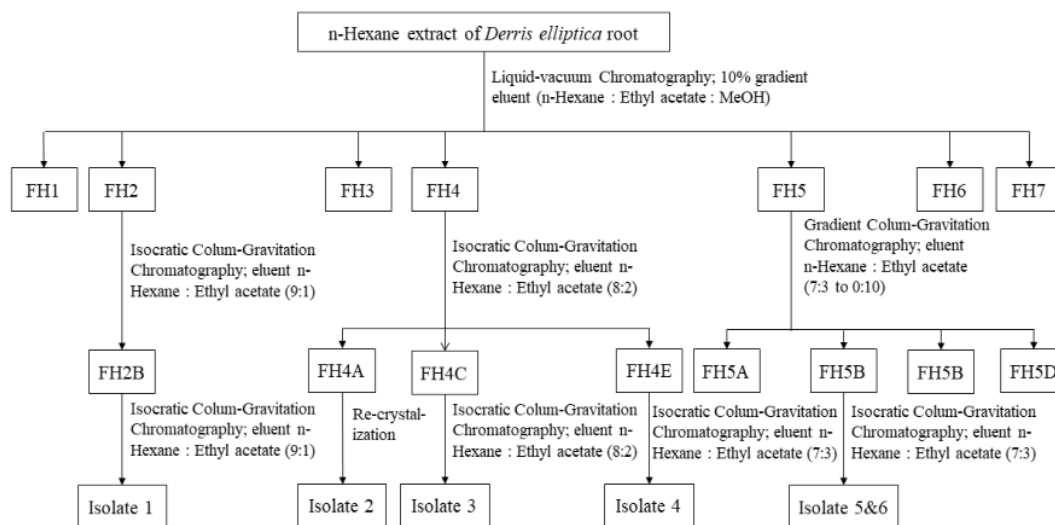 n-Hexane extract of Derris elliptica root
Liquid-vacuum Chromatography; 10% gradient
eluent (n-Hexane : Ethyl acetate : MeOH)
FH1
FH2
FH3
FH4
FH5
FH6
FH7
Isocratic Colum-Gravitation
Chromatography; eluent n-
Hexane : Ethyl acetate (9:1)
Isocratic Colum-Gravitation
Chromatography; eluent n-
Hexane : Ethyl acetate (8:2)
Gradient Colum-Gravitation
Chromatography; eluent
n-Hexane : Ethyl acetate
(7:3 to 0:10)
FH2B
FH4A
FH4C
FH4E
FH5A
FH5B
FH5B
FH5D
Isocratic Colum-Gravitation
Chromatography; eluent n-
Hexane : Ethyl acetate (9:1)
Re-crystal-
ization
Isocratic Colum-Gravitation
Chromatography; eluent n-
Hexane : Ethyl acetate (8:2)
Isocratic Colum-Gravitation
Chromatography; eluent n-
Hexane : Ethyl acetate (7:3)
Isocratic Colum-Gravitation
Chromatography; eluent n-
Hexane : Ethyl acetate (7:3)
Isolate 1
Isolate 2
Isolate 3
Isolate 4
Isolate 5&6